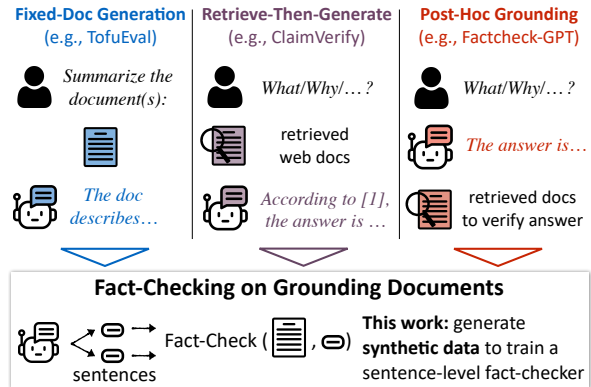 Fixed-Doc Generation
(e.g., TofuEval)
Summarize the
document(s):
The doc
describes…
Retrieve-Then-Generate
(e.g., ClaimVerify)
What/Why/…?
retrieved
web docs
According to [1],
the answer is …
Post-Hoc Grounding
(e.g., Factcheck-GPT)
What/Why/…?
The answer is…
retrieved docs
to verify answer
Fact-Checking on Grounding Documents
sentences
Fact-Check ( , )
This work: generate
synthetic data to train a
sentence-level fact-checker